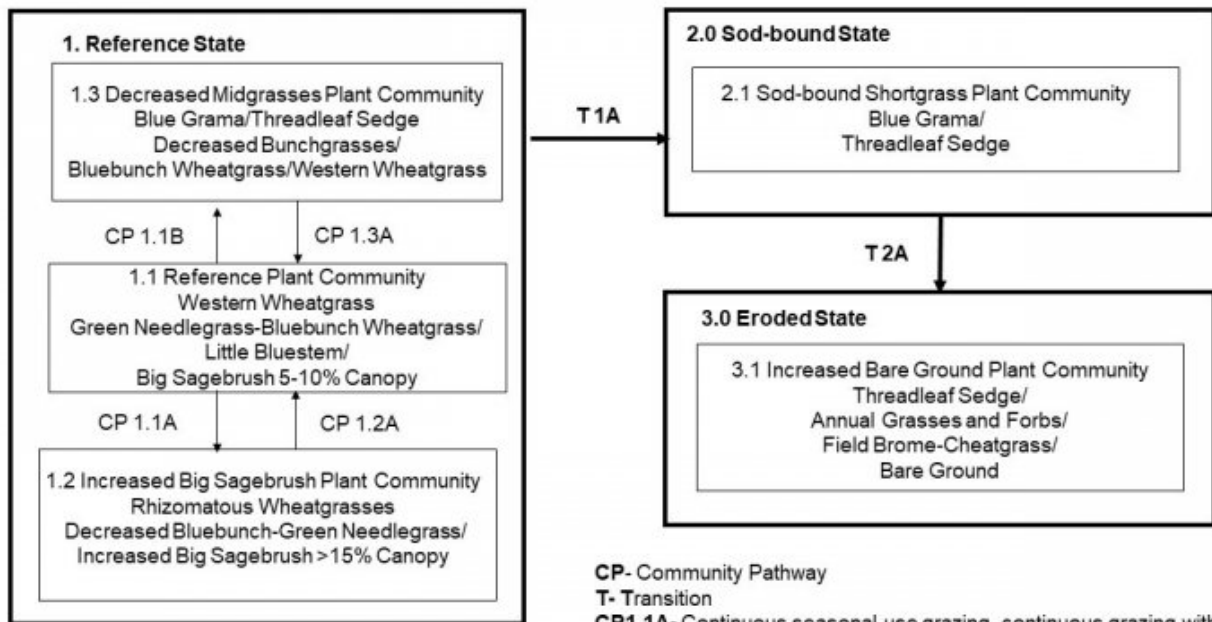 1. Reference State
1.3 Decreased Midgrasses Plant Community
Blue Grama/Threadleaf Sedge
Decreased Bunchgrasses/
Bluebunch Wheatgrass/Western Wheatgrass
CP 1.1B
CP 1.3A
1.1 Reference Plant Community
Western Wheatgrass
Green Needlegrass-Bluebunch Wheatgrass/
Little Bluestem/
Big Sagebrush 5-10% Canopy
CP 1.1A
CP 1.2A
1.2 Increased Big Sagebrush Plant Community
Rhizomatous Wheatgrasses
Decreased Bluebunch-Green Needlegrass/
Increased Big Sagebrush >15% Canopy
T 1A
2.0 Sod-bound State
2.1 Sod-bound Shortgrass Plant Community
Blue Grama/
Threadleaf Sedge
T 2A
3.0 Eroded State
3.1 Increased Bare Ground Plant Community
Threadleaf Sedge/
Annual Grasses and Forbs/
Field Brome-Cheatgrass/
Bare Ground
CP- Community Pathway
T- Transition
CP1.1A- Continuous seasonal use grazing, continuous grazing with